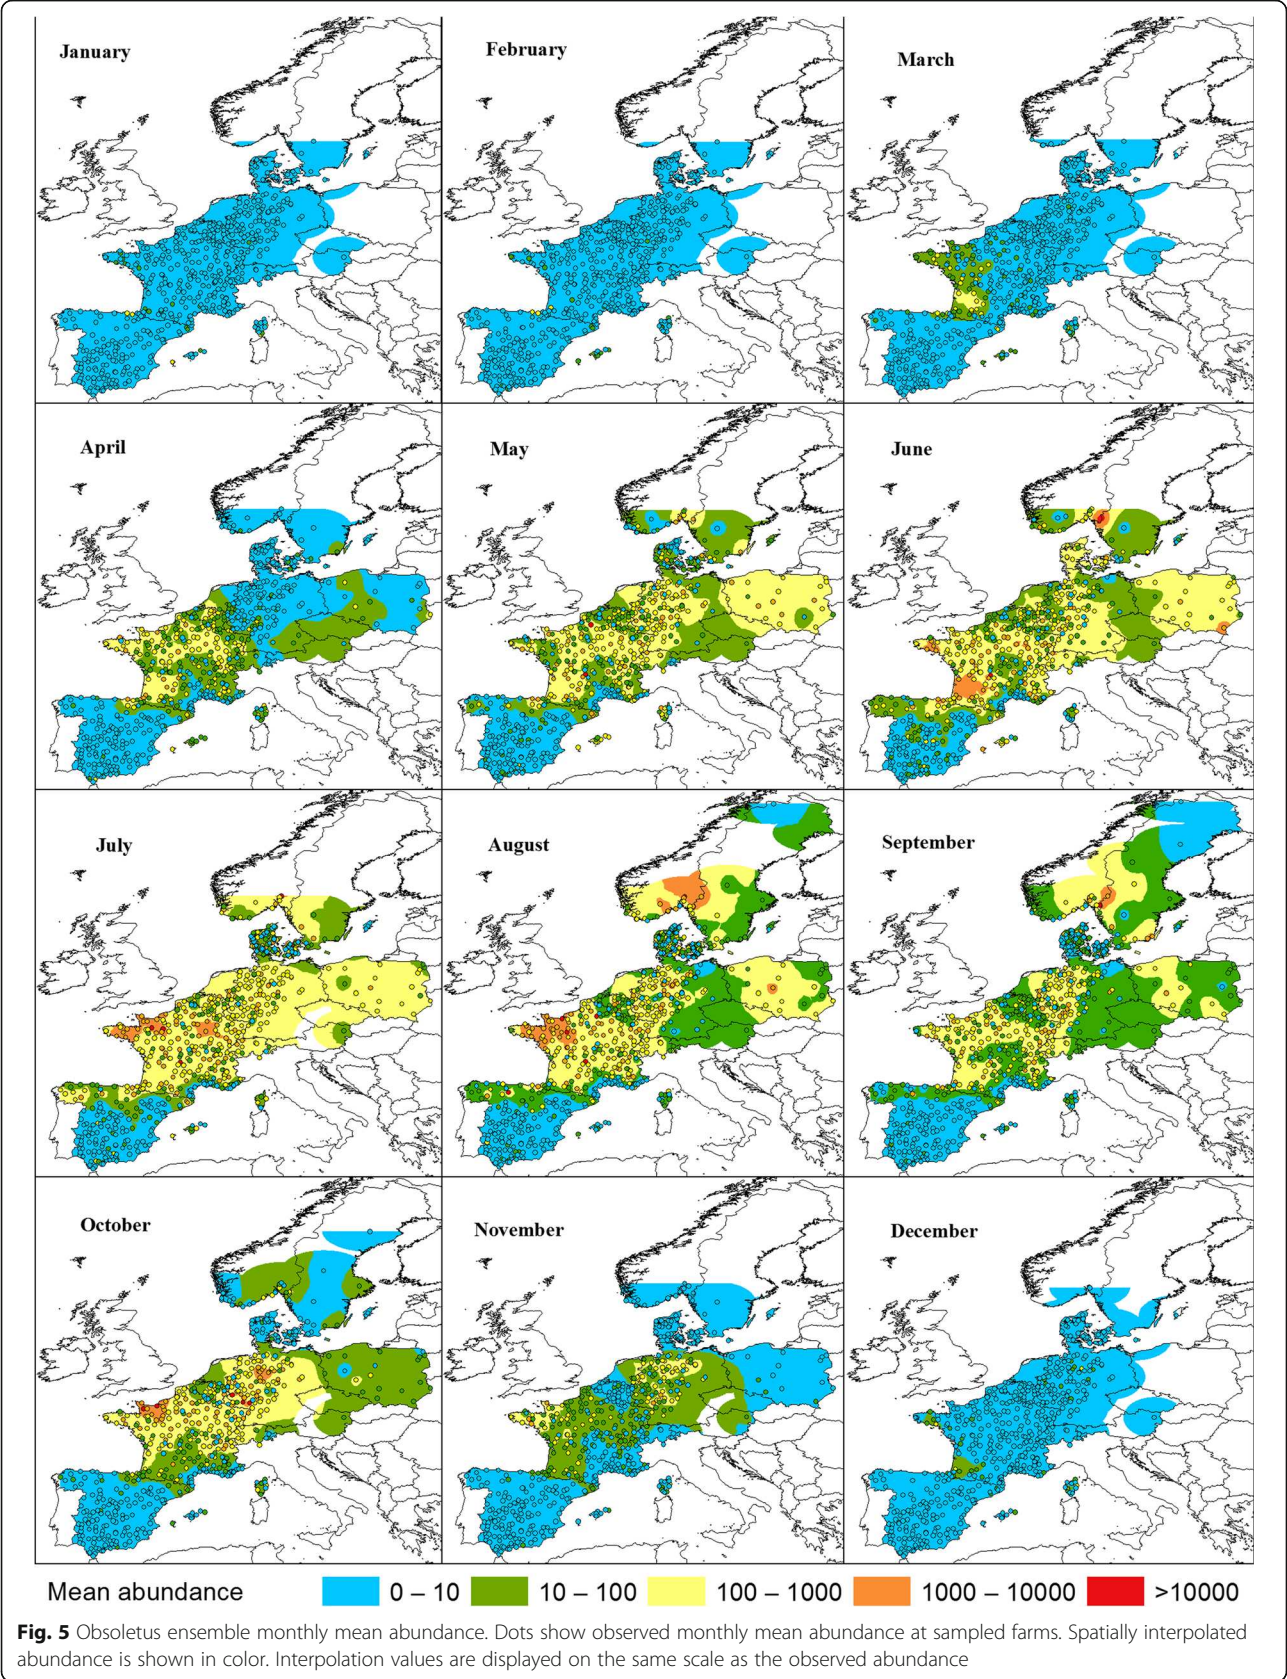 January
February
March
April
May
June
July
August
September
October
November
December
Mean abundance 0 – 10 10 – 100 100 – 1000 1000 – 10000 >10000
Fig. 5 Obsoletus ensemble monthly mean abundance. Dots show observed monthly mean abundance at sampled farms. Spatially interpolated
abundance is shown in color. Interpolation values are displayed on the same scale as the observed abundance